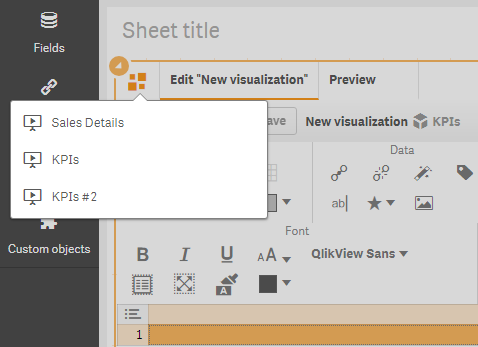 Fields
Sheet title
Edit "New visualization"
Preview
Sales Details
KPIs
KPIs #2
ave
New visualization
KPIs
Data
ab|
Custom objects
Font
B I U AA
QlikView Sans
A
1